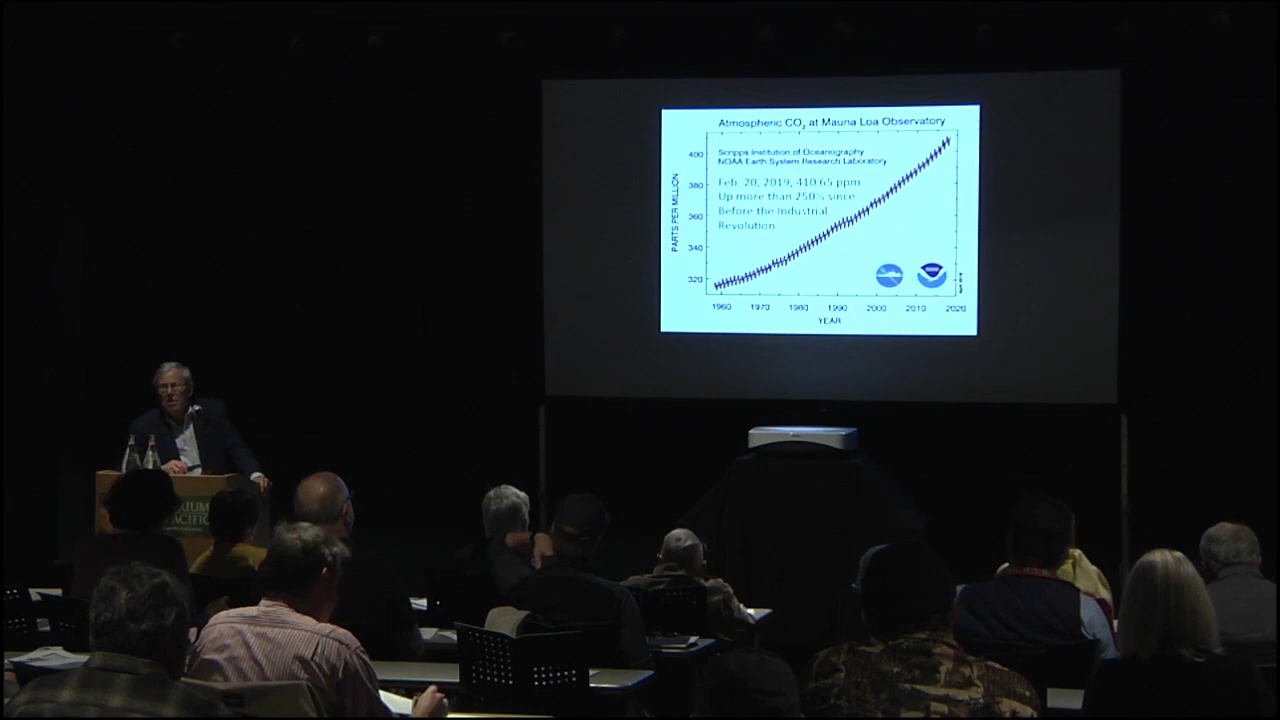 Atmospheric CO2 at Mauna Loa Observatory
Scripps Institution of Oceanography
NOAA Earth System Research Laboratory
Feb. 20, 2019, 410.65 ppm
Up more than 250% since
Before the Industrial
Revolution
PARTS PER MILLION
400
380
360
340
320
1960 1970 1980 1990 2000 2010 2020
YEAR
RIUM
PACIFIC